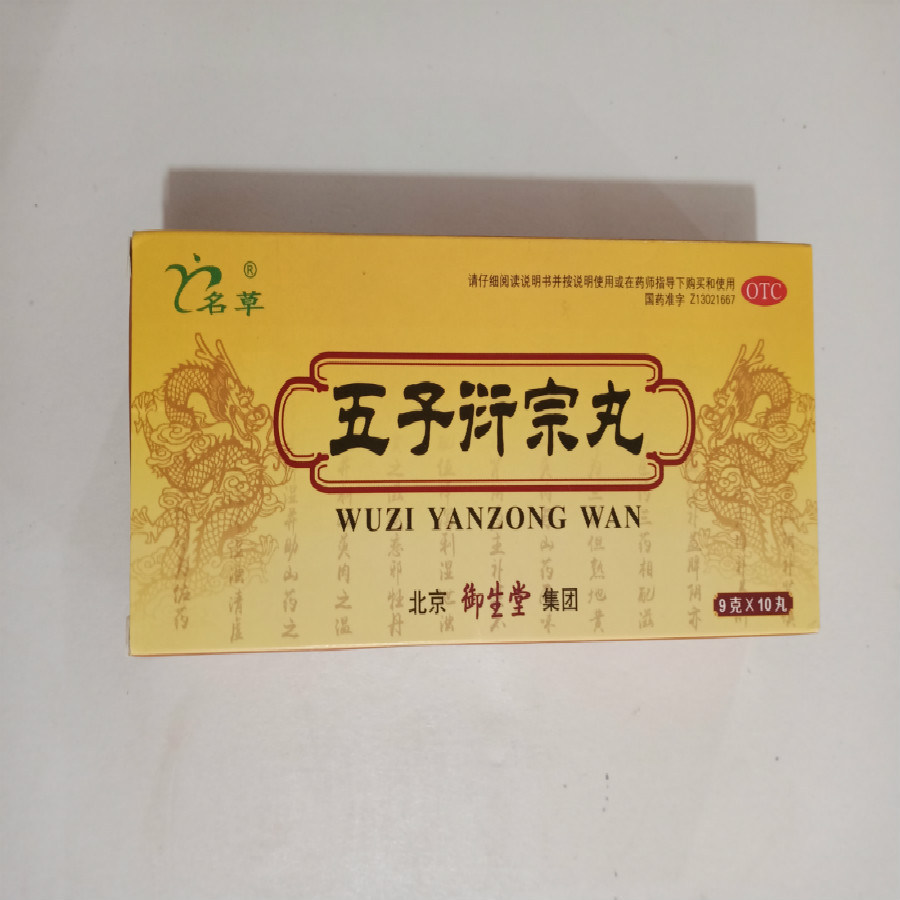 名草®
请仔细阅读说明书并按说明使用或在药师指导下购买和使用
国药准字 Z13021667
OTC
五子衍宗丸
WUZI YANZONG WAN
北京 御生堂 集团
9克X10丸